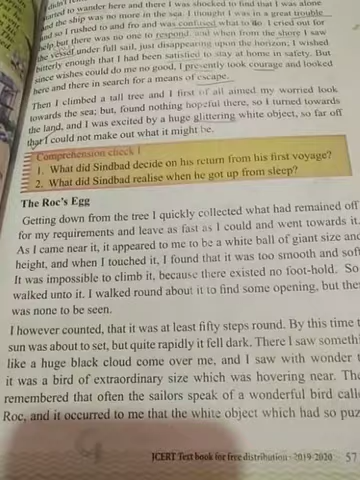 didn't
started to wander here and there I was shocked to find that I was alone
and the ship was no more in the sea. I thought I was in a great trouble
and so I rushed to and fro and was confused what to do. I cried out for
help but there was no one to respond, and when from the shore I saw
the vessel under full sail, just disappearing upon the horizon; I wished
bitterly enough that I had been satisfied to stay at home in safety. But
since wishes could do me no good, I presently took courage and looked
here and there in search for a means of escape.
Then I climbed a tall tree and I first of all aimed my worried look
towards the sea; but, found nothing hopeful there, so I turned towards
the land, and I was excited by a huge glittering white object, so far off
that I could not make out what it might be.
Comprehension check I
1. What did Sindbad decide on his return from his first voyage?
2. What did Sindbad realise when he got up from sleep?
The Roc's Egg
Getting down from the tree I quickly collected what had remained off
for my requirements and leave as fast as I could and went towards it.
As I came near it, it appeared to me to be a white ball of giant size and
height, and when I touched it, I found that it was too smooth and soft
It was impossible to climb it, because there existed no foot-hold. So
walked unto it. I walked round about it to find some opening, but the
was none to be seen.
I however counted, that it was at least fifty steps round. By this time t
sun was about to set, but quite rapidly it fell dark. There I saw somethi
like a huge black cloud come over me, and I saw with wonder t
it was a bird of extraordinary size which was hovering near. The
remembered that often the sailors speak of a wonderful bird calle
Roc, and it occurred to me that the white object which had so puz
JCERT Text book for free distribution - 2019-2020 57